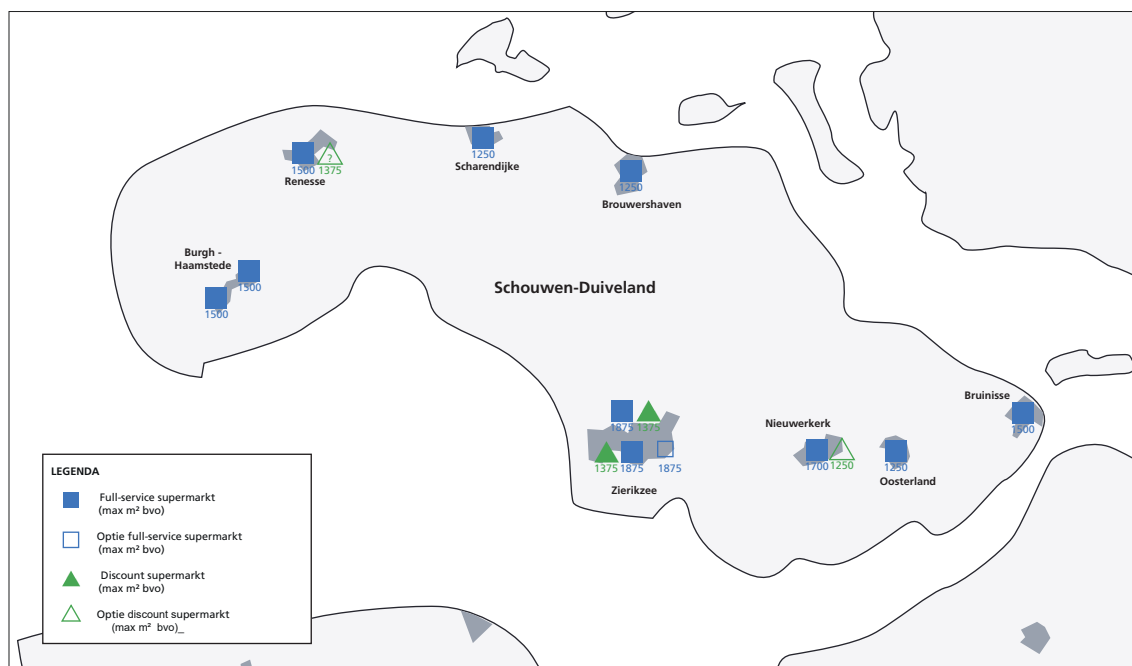 1250
Scharendijke
?
1500 1375
Renesse
1250
Brouwershaven
Burgh -
Haamstede
1500
1500
Schouwen-Duiveland
1875 1375
1375 1875 1875
Zierikzee
Nieuwerkerk
1700 1250
1250
Oosterland
Bruinisse
1500
LEGENDA
Full-service supermarkt
(max m² bvo)
Optie full-service supermarkt
(max m² bvo)
Discount supermarkt
(max m² bvo)
Optie discount supermarkt
(max m² bvo)_